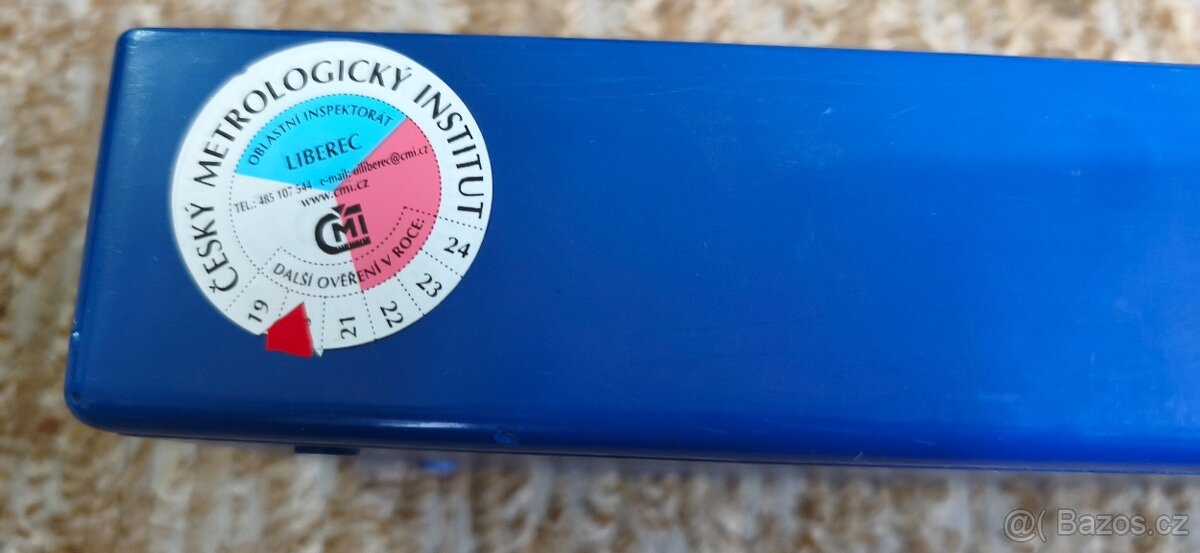 ČESKÝ METROLOGICKÝ INSTITUT
OBLASTNÍ INSPEKTORÁT
LIBEREC
TEL.: 485 107 544 e-mail: oiliberec@cmi.cz
www.cmi.cz
ČMI
DALŠÍ OVĚŘENÍ V ROCE:
19
21
22
23
24
@( Bazos.cz